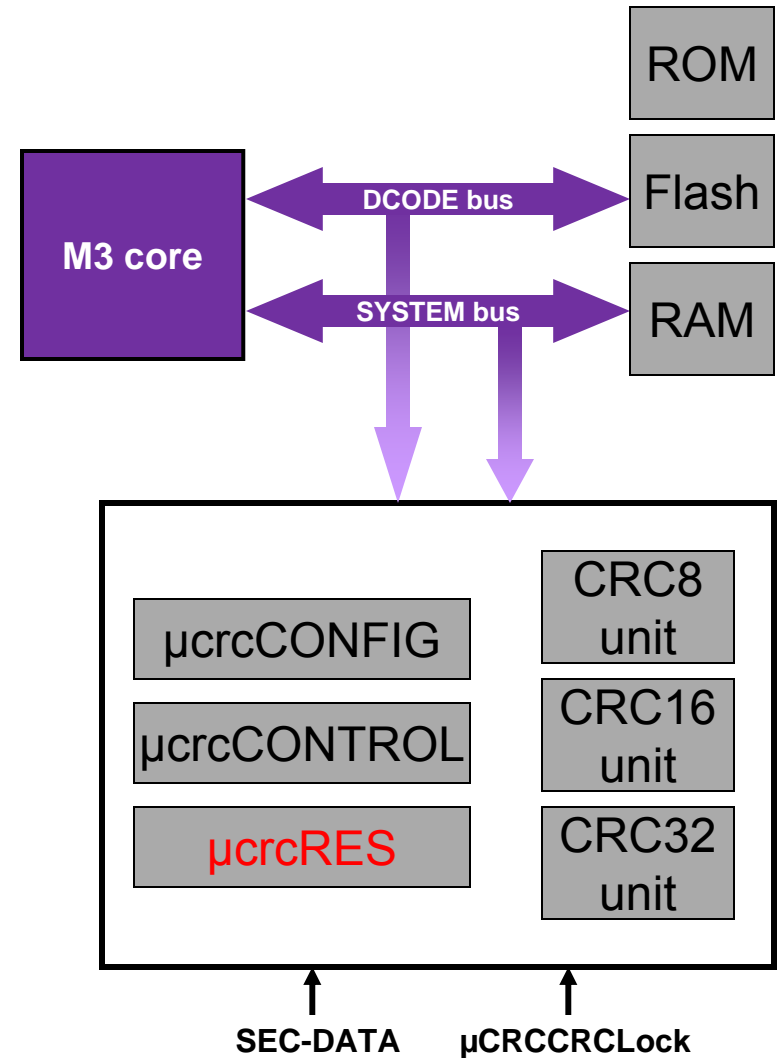 ROM
M3 core
DCODE bus
Flash
SYSTEM bus
RAM
µcrcCONFIG
µcrcCONTROL
µcrcRES
CRC8
unit
CRC16
unit
CRC32
unit
SEC-DATA
µCRCCRCLock